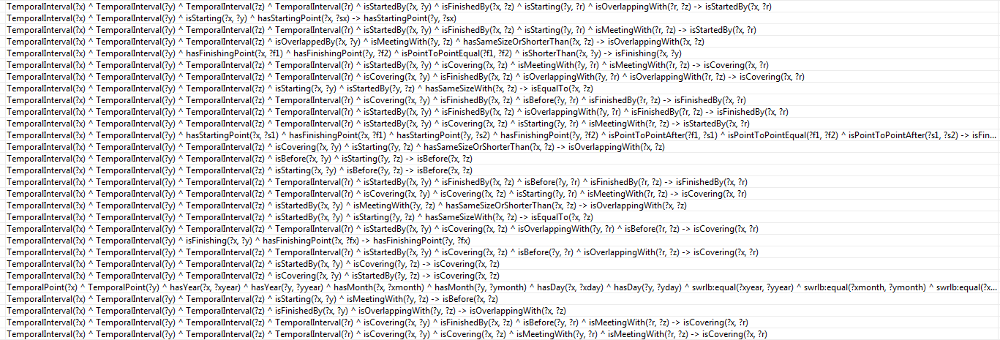 TemporalInterval(?x) ^ TemporalInterval(?y) ^ TemporalInterval(?z) ^ TemporalInterval(?r) ^ isStartedBy(?x, ?y) ^ isFinishedBy(?x, ?z) ^ isStarting(?y, ?r) ^ isOverlappingWith(?r, ?z) -> isStartedBy(?x, ?r)
TemporalInterval(?x) ^ TemporalInterval(?y) ^ isStarting(?x, ?y) ^ hasStartingPoint(?x, ?sx) -> hasStartingPoint(?y, ?sx)
TemporalInterval(?x) ^ TemporalInterval(?y) ^ TemporalInterval(?z) ^ TemporalInterval(?r) ^ isStartedBy(?x, ?y) ^ isFinishedBy(?x, ?z) ^ isStarting(?y, ?r) ^ isMeetingWith(?r, ?z) -> isStartedBy(?x, ?r)
TemporalInterval(?x) ^ TemporalInterval(?y) ^ TemporalInterval(?z) ^ isOverlappedBy(?x, ?y) ^ isMeetingWith(?y, ?z) ^ hasSameSizeOrShorterThan(?x, ?z) -> isOverlappingWith(?x, ?z)
TemporalInterval(?x) ^ TemporalInterval(?y) ^ hasFinishingPoint(?x, ?f1) ^ hasFinishingPoint(?y, ?f2) ^ isPointToPointEqual(?f1, ?f2) ^ isShorterThan(?x, ?y) -> isFinishing(?x, ?y)
TemporalInterval(?x) ^ TemporalInterval(?y) ^ TemporalInterval(?z) ^ TemporalInterval(?r) ^ isStartedBy(?x, ?y) ^ isCovering(?x, ?z) ^ isMeetingWith(?y, ?r) ^ isMeetingWith(?r, ?z) -> isCovering(?x, ?r)
TemporalInterval(?x) ^ TemporalInterval(?y) ^ TemporalInterval(?z) ^ TemporalInterval(?r) ^ isCovering(?x, ?y) ^ isFinishedBy(?x, ?z) ^ isOverlappingWith(?y, ?r) ^ isOverlappingWith(?r, ?z) -> isCovering(?x, ?r)
TemporalInterval(?x) ^ TemporalInterval(?y) ^ TemporalInterval(?z) ^ isStarting(?x, ?y) ^ isStartedBy(?y, ?z) ^ hasSameSizeWith(?x, ?z) -> isEqualTo(?x, ?z)
TemporalInterval(?x) ^ TemporalInterval(?y) ^ TemporalInterval(?z) ^ TemporalInterval(?r) ^ isCovering(?x, ?y) ^ isFinishedBy(?x, ?z) ^ isBefore(?y, ?r) ^ isFinishedBy(?r, ?z) -> isFinishedBy(?x, ?r)
TemporalInterval(?x) ^ TemporalInterval(?y) ^ TemporalInterval(?z) ^ TemporalInterval(?r) ^ isStartedBy(?x, ?y) ^ isFinishedBy(?x, ?z) ^ isOverlappingWith(?y, ?r) ^ isFinishedBy(?r, ?z) -> isFinishedBy(?x, ?r)
TemporalInterval(?x) ^ TemporalInterval(?y) ^ TemporalInterval(?z) ^ TemporalInterval(?r) ^ isStartedBy(?x, ?y) ^ isCovering(?x, ?z) ^ isStarting(?y, ?r) ^ isMeetingWith(?r, ?z) -> isStartedBy(?x, ?r)
TemporalInterval(?x) ^ TemporalInterval(?y) ^ hasStartingPoint(?x, ?s1) ^ hasFinishingPoint(?x, ?f1) ^ hasStartingPoint(?y, ?s2) ^ hasFinishingPoint(?y, ?f2) ^ isPointToPointAfter(?f1, ?s1) ^ isPointToPointEqual(?f1, ?f2) ^ isPointToPointAfter(?s1, ?s2) -> isFin...
TemporalInterval(?x) ^ TemporalInterval(?y) ^ TemporalInterval(?z) ^ isCovering(?x, ?y) ^ isStarting(?y, ?z) ^ hasSameSizeOrShorterThan(?x, ?z) -> isOverlappingWith(?x, ?z)
TemporalInterval(?x) ^ TemporalInterval(?y) ^ TemporalInterval(?z) ^ isBefore(?x, ?y) ^ isStarting(?y, ?z) -> isBefore(?x, ?z)
TemporalInterval(?x) ^ TemporalInterval(?y) ^ TemporalInterval(?z) ^ isStarting(?x, ?y) ^ isBefore(?y, ?z) -> isBefore(?x, ?z)
TemporalInterval(?x) ^ TemporalInterval(?y) ^ TemporalInterval(?z) ^ TemporalInterval(?r) ^ isStartedBy(?x, ?y) ^ isFinishedBy(?x, ?z) ^ isBefore(?y, ?r) ^ isFinishedBy(?r, ?z) -> isFinishedBy(?x, ?r)
TemporalInterval(?x) ^ TemporalInterval(?y) ^ TemporalInterval(?z) ^ TemporalInterval(?r) ^ isCovering(?x, ?y) ^ isCovering(?x, ?z) ^ isStarting(?y, ?r) ^ isMeetingWith(?r, ?z) -> isCovering(?x, ?r)
TemporalInterval(?x) ^ TemporalInterval(?y) ^ TemporalInterval(?z) ^ isStartedBy(?x, ?y) ^ isMeetingWith(?y, ?z) ^ hasSameSizeOrShorterThan(?x, ?z) -> isOverlappingWith(?x, ?z)
TemporalInterval(?x) ^ TemporalInterval(?y) ^ TemporalInterval(?z) ^ isStartedBy(?x, ?y) ^ isStarting(?y, ?z) ^ hasSameSizeWith(?x, ?z) -> isEqualTo(?x, ?z)
TemporalInterval(?x) ^ TemporalInterval(?y) ^ TemporalInterval(?z) ^ TemporalInterval(?r) ^ isStartedBy(?x, ?y) ^ isCovering(?x, ?z) ^ isOverlappingWith(?y, ?r) ^ isBefore(?r, ?z) -> isCovering(?x, ?r)
TemporalInterval(?x) ^ TemporalInterval(?y) ^ isFinishing(?x, ?y) ^ hasFinishingPoint(?x, ?fx) -> hasFinishingPoint(?y, ?fx)
TemporalInterval(?x) ^ TemporalInterval(?y) ^ TemporalInterval(?z) ^ TemporalInterval(?r) ^ isStartedBy(?x, ?y) ^ isCovering(?x, ?z) ^ isBefore(?y, ?r) ^ isOverlappingWith(?r, ?z) -> isCovering(?x, ?r)
TemporalInterval(?x) ^ TemporalInterval(?y) ^ TemporalInterval(?z) ^ isStartedBy(?x, ?y) ^ isCovering(?y, ?z) -> isCovering(?x, ?z)
TemporalInterval(?x) ^ TemporalInterval(?y) ^ TemporalInterval(?z) ^ isCovering(?x, ?y) ^ isStartedBy(?y, ?z) -> isCovering(?x, ?z)
TemporalPoint(?x) ^ TemporalPoint(?y) ^ hasYear(?x, ?xyear) ^ hasYear(?y, ?yyear) ^ hasMonth(?x, ?xmonth) ^ hasMonth(?y, ?ymonth) ^ hasDay(?x, ?xday) ^ hasDay(?y, ?yday) ^ swrlb:equal(?xyear, ?yyear) ^ swrlb:equal(?xmonth, ?ymonth) ^ swrlb:equal(?x...
TemporalInterval(?x) ^ TemporalInterval(?y) ^ TemporalInterval(?z) ^ isStarting(?x, ?y) ^ isMeetingWith(?y, ?z) -> isBefore(?x, ?z)
TemporalInterval(?x) ^ TemporalInterval(?y) ^ TemporalInterval(?z) ^ isFinishedBy(?x, ?y) ^ isOverlappingWith(?y, ?z) -> isOverlappingWith(?x, ?z)
TemporalInterval(?x) ^ TemporalInterval(?y) ^ TemporalInterval(?z) ^ TemporalInterval(?r) ^ isCovering(?x, ?y) ^ isFinishedBy(?x, ?z) ^ isBefore(?y, ?r) ^ isMeetingWith(?r, ?z) -> isCovering(?x, ?r)
TemporalInterval(?x) ^ TemporalInterval(?y) ^ TemporalInterval(?z) ^ TemporalInterval(?r) ^ isCovering(?x, ?y) ^ isCovering(?x, ?z) ^ isMeetingWith(?y, ?r) ^ isMeetingWith(?r, ?z) -> isCovering(?x, ?r)